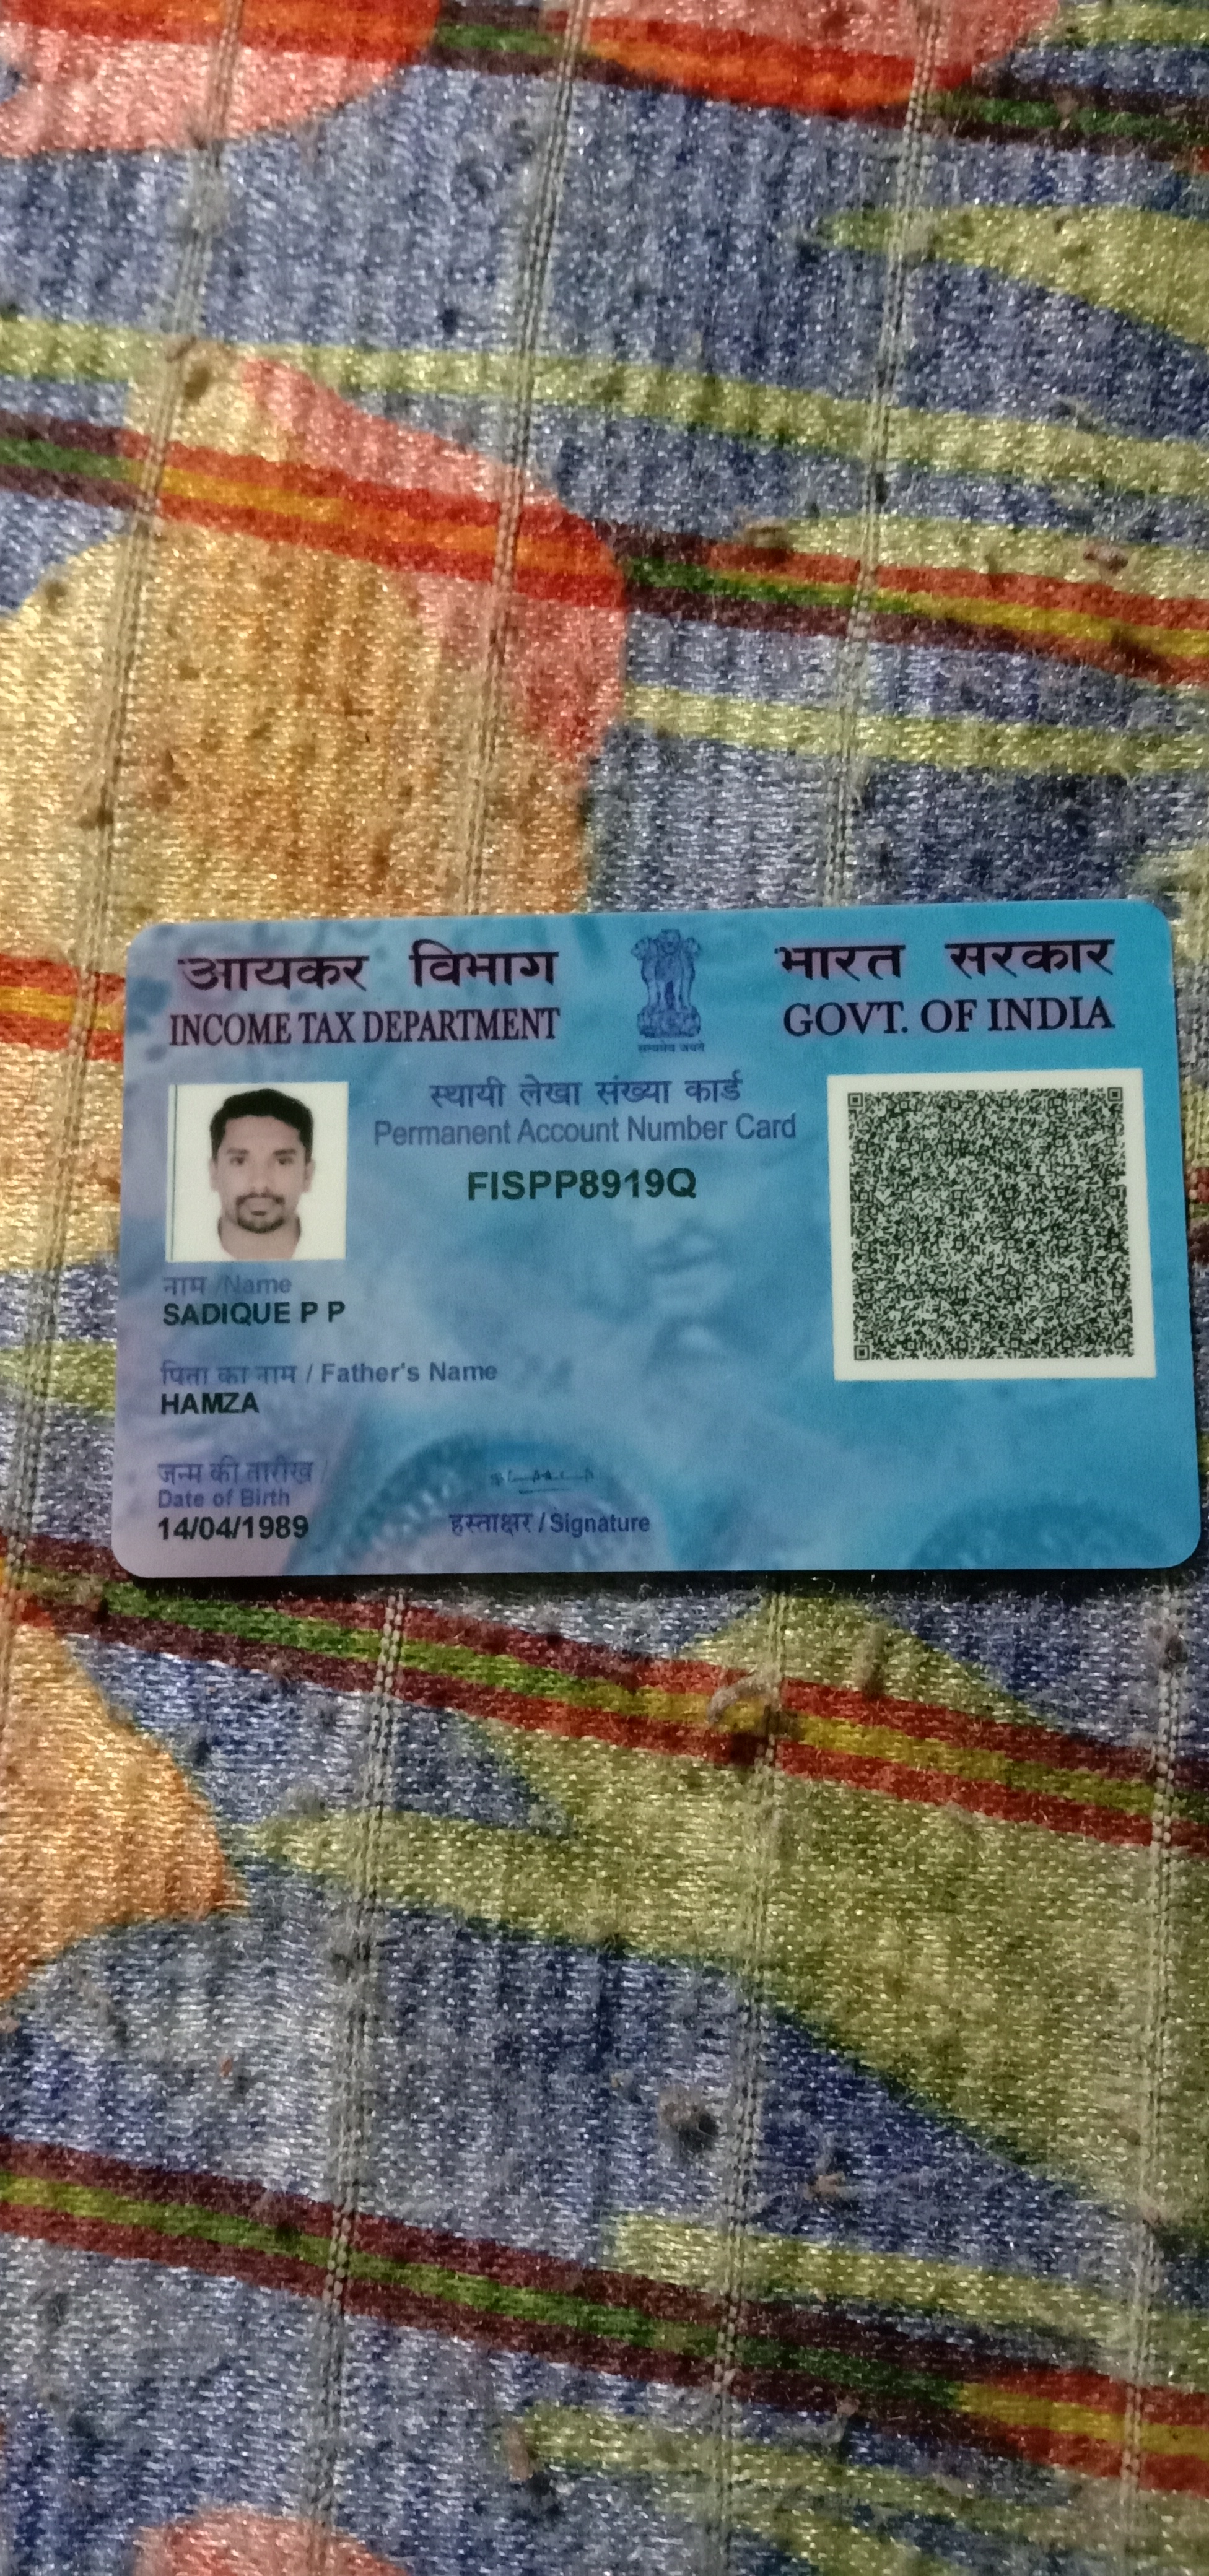 आयकर विभाग
INCOME TAX DEPARTMENT
सत्यमेव जयते
भारत सरकार
GOVT. OF INDIA
स्थायी लेखा संख्या कार्ड
Permanent Account Number Card
FISPP8919Q
नाम /Name
SADIQUE P P
पिता का नाम / Father's Name
HAMZA
जन्म की तारीख /
Date of Birth
14/04/1989
हस्ताक्षर / Signature